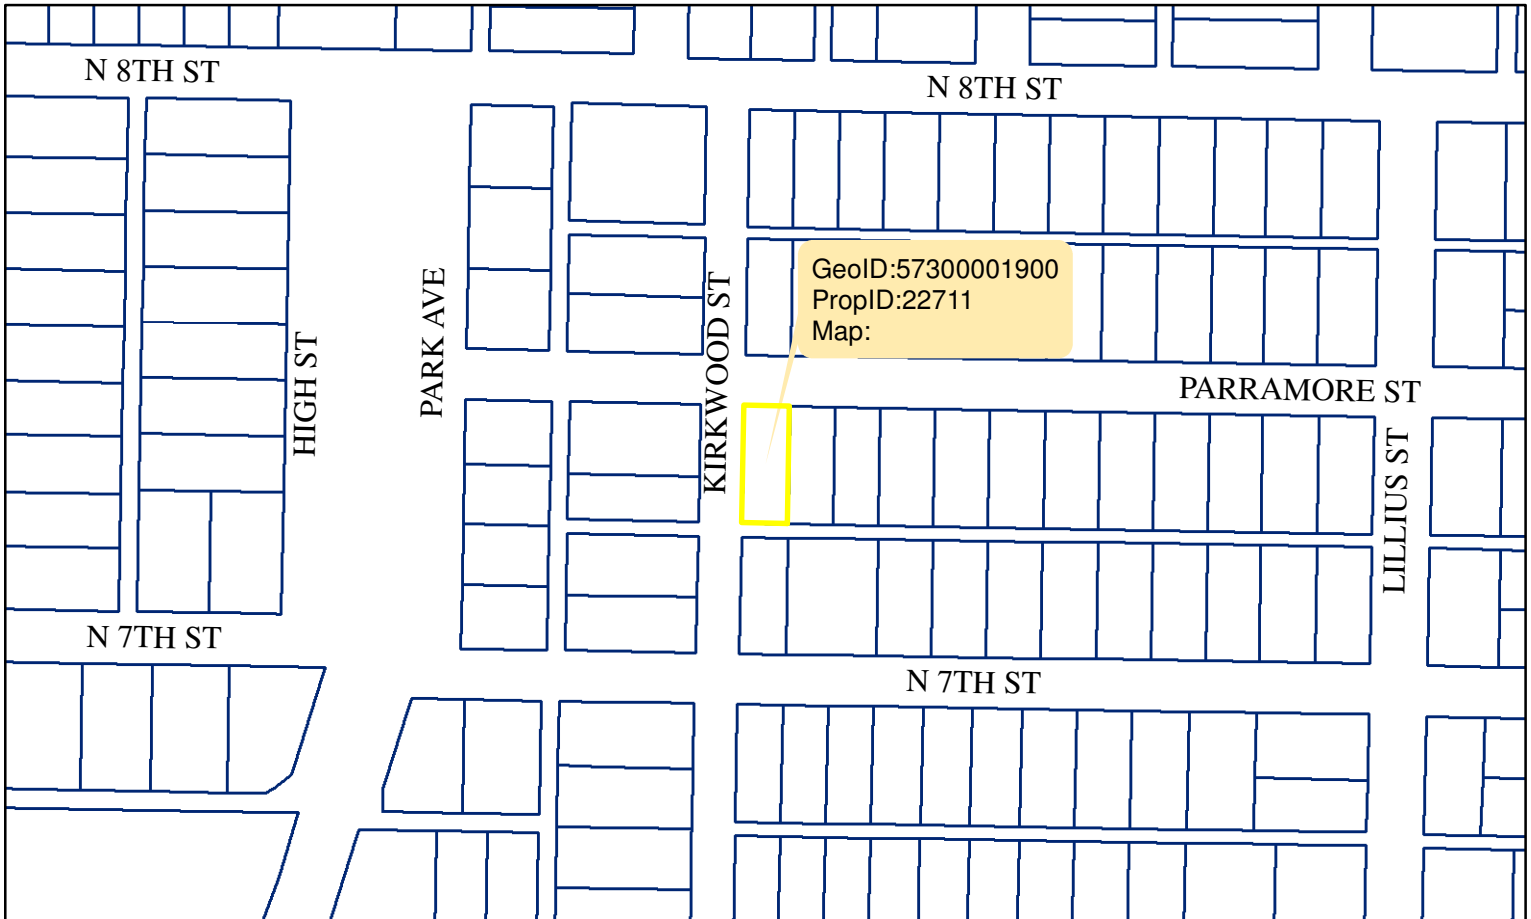 N 8TH ST
N 8TH ST
GeoID:57300001900
PropID:22711
Map:
HIGH ST
PARK AVE
KIRKWOOD ST
PARRAMORE ST
LILLIUS ST
N 7TH ST
N 7TH ST